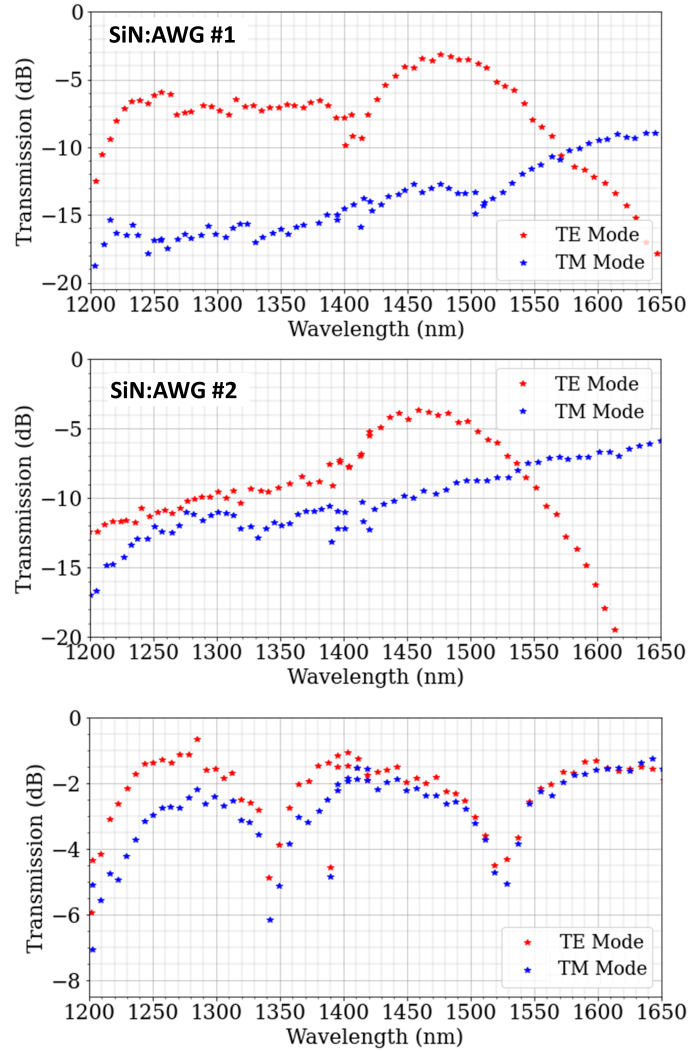 SiN:AWG #1
Transmission (dB)
0
−5
−10
−15
−20
TE Mode
TM Mode
1200 1250 1300 1350 1400 1450 1500 1550 1600 1650
Wavelength (nm)
SiN:AWG #2
Transmission (dB)
0
−5
−10
−15
−20
TE Mode
TM Mode
1200 1250 1300 1350 1400 1450 1500 1550 1600 1650
Wavelength (nm)
Transmission (dB)
0
−2
−4
−6
−8
TE Mode
TM Mode
1200 1250 1300 1350 1400 1450 1500 1550 1600 1650
Wavelength (nm)